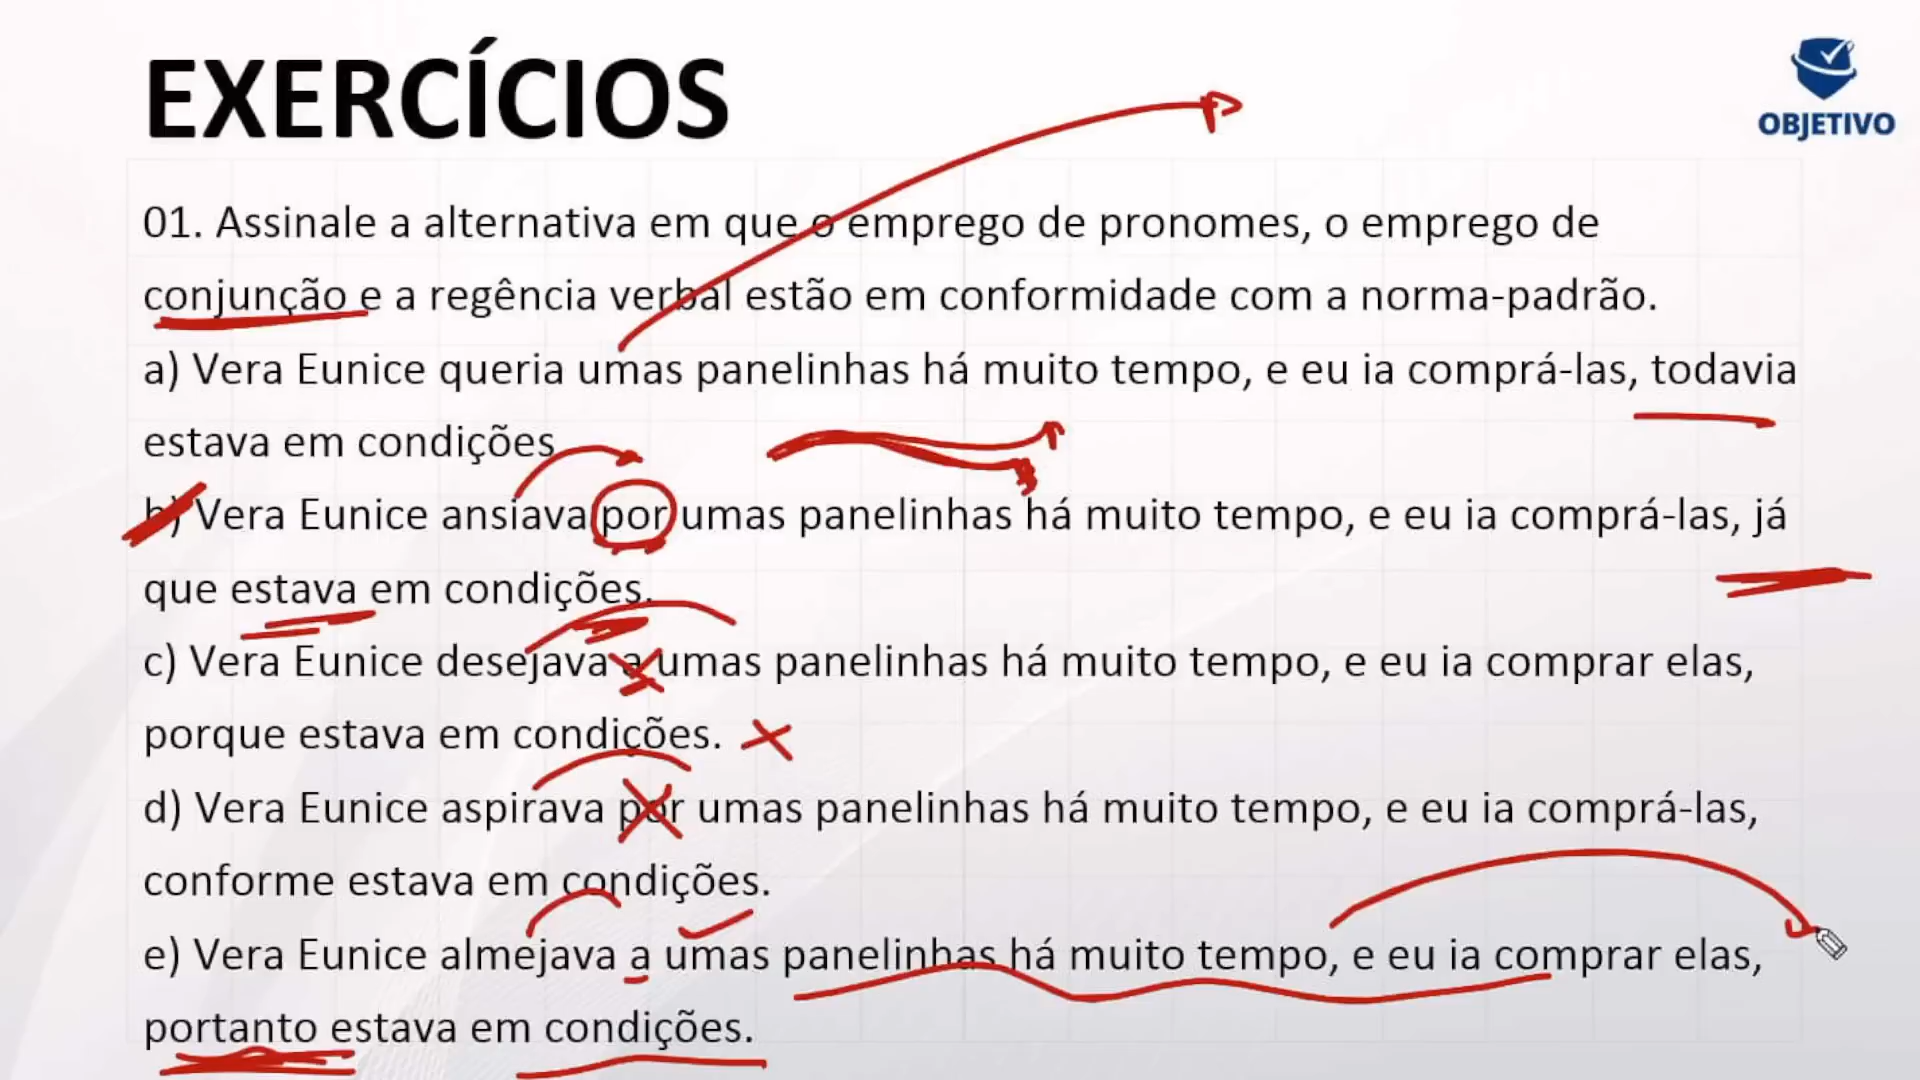 EXERCÍCIOS
OBJETIVO
01. Assinale a alternativa em que o emprego de pronomes, o emprego de
conjunção e a regência verbal estão em conformidade com a norma-padrão.
a) Vera Eunice queria umas panelinhas há muito tempo, e eu ia comprá-las, todavia
estava em condições
b) Vera Eunice ansiava por umas panelinhas há muito tempo, e eu ia comprá-las, já
que estava em condições.
c) Vera Eunice desejava a umas panelinhas há muito tempo, e eu ia comprar elas,
porque estava em condições.
d) Vera Eunice aspirava por umas panelinhas há muito tempo, e eu ia comprá-las,
conforme estava em condições.
e) Vera Eunice almejava a umas panelinhas há muito tempo, e eu ia comprar elas,
portanto estava em condições.